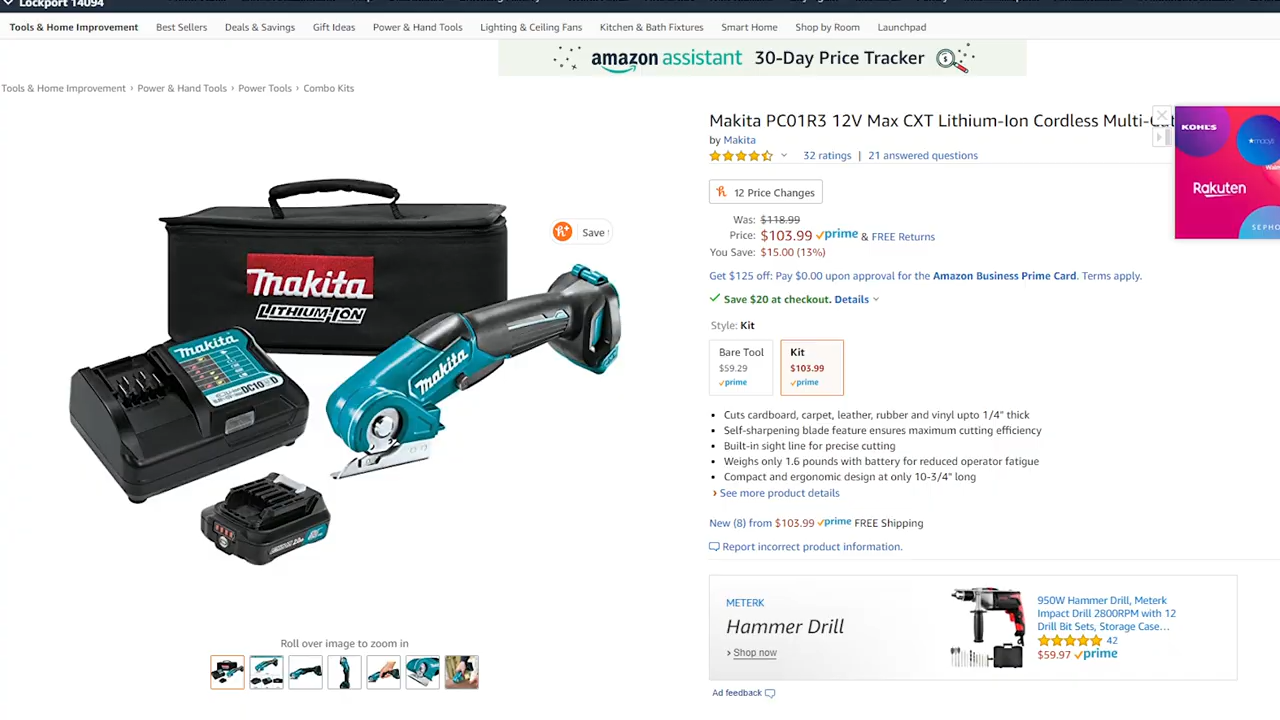 Lockport 14094
Tools & Home Improvement Best Sellers Deals & Savings Gift Ideas Power & Hand Tools Lighting & Ceiling Fans Kitchen & Bath Fixtures Smart Home Shop by Room Launchpad
amazon assistant 30-Day Price Tracker
Tools & Home Improvement › Power & Hand Tools › Power Tools › Combo Kits
Makita PC01R3 12V Max CXT Lithium-Ion Cordless Multi-Cut
by Makita
32 ratings | 21 answered questions
12 Price Changes
Was: $118.99
Price: $103.99 prime & FREE Returns
You Save: $15.00 (13%)
Get $125 off: Pay $0.00 upon approval for the Amazon Business Prime Card. Terms apply.
Save $20 at checkout. Details
Style: Kit
Bare Tool
$59.29
prime
Kit
$103.99
prime
• Cuts cardboard, carpet, leather, rubber and vinyl upto 1/4" thick
• Self-sharpening blade feature ensures maximum cutting efficiency
• Built-in sight line for precise cutting
• Weighs only 1.6 pounds with battery for reduced operator fatigue
• Compact and ergonomic design at only 10-3/4" long
› See more product details
New (8) from $103.99 prime FREE Shipping
Report incorrect product information.
METERK
Hammer Drill
› Shop now
950W Hammer Drill, Meterk
Impact Drill 2800RPM with 12
Drill Bit Sets, Storage Case...
42
$59.97 prime
Ad feedback
KOHL'S
macy's
Rakuten
SEPHO
Save
Makita
LITHIUM-ION
Makita
DC10
makita
2.0
Roll over image to zoom in